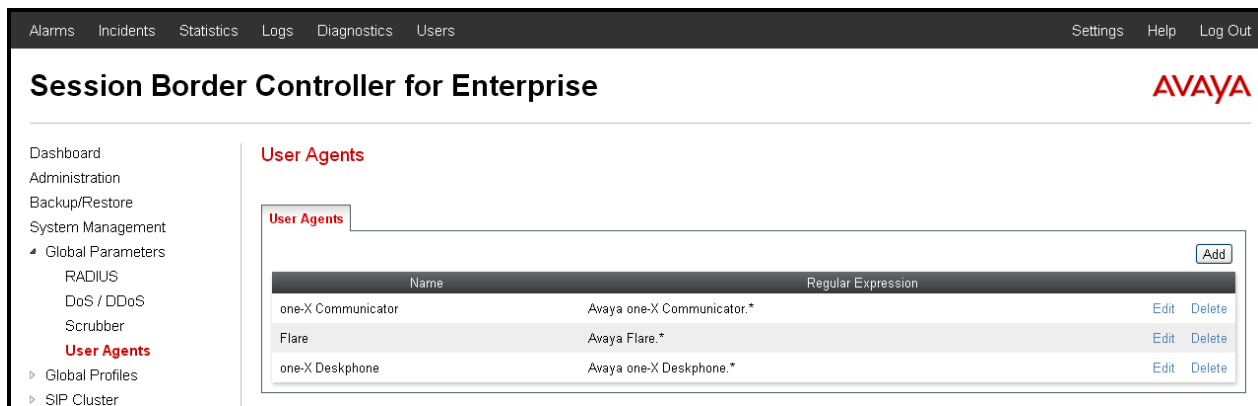 Alarms Incidents Statistics Logs Diagnostics Users Settings Help Log Out
Session Border Controller for Enterprise
AVAYA
Dashboard
Administration
Backup/Restore
System Management
Global Parameters
RADIUS
DoS / DDoS
Scrubber
User Agents
Global Profiles
SIP Cluster
User Agents
User Agents
Add
Name Regular Expression
one-X Communicator Avaya one-X Communicator.* Edit Delete
Flare Avaya Flare.* Edit Delete
one-X Deskphone Avaya one-X Deskphone.* Edit Delete